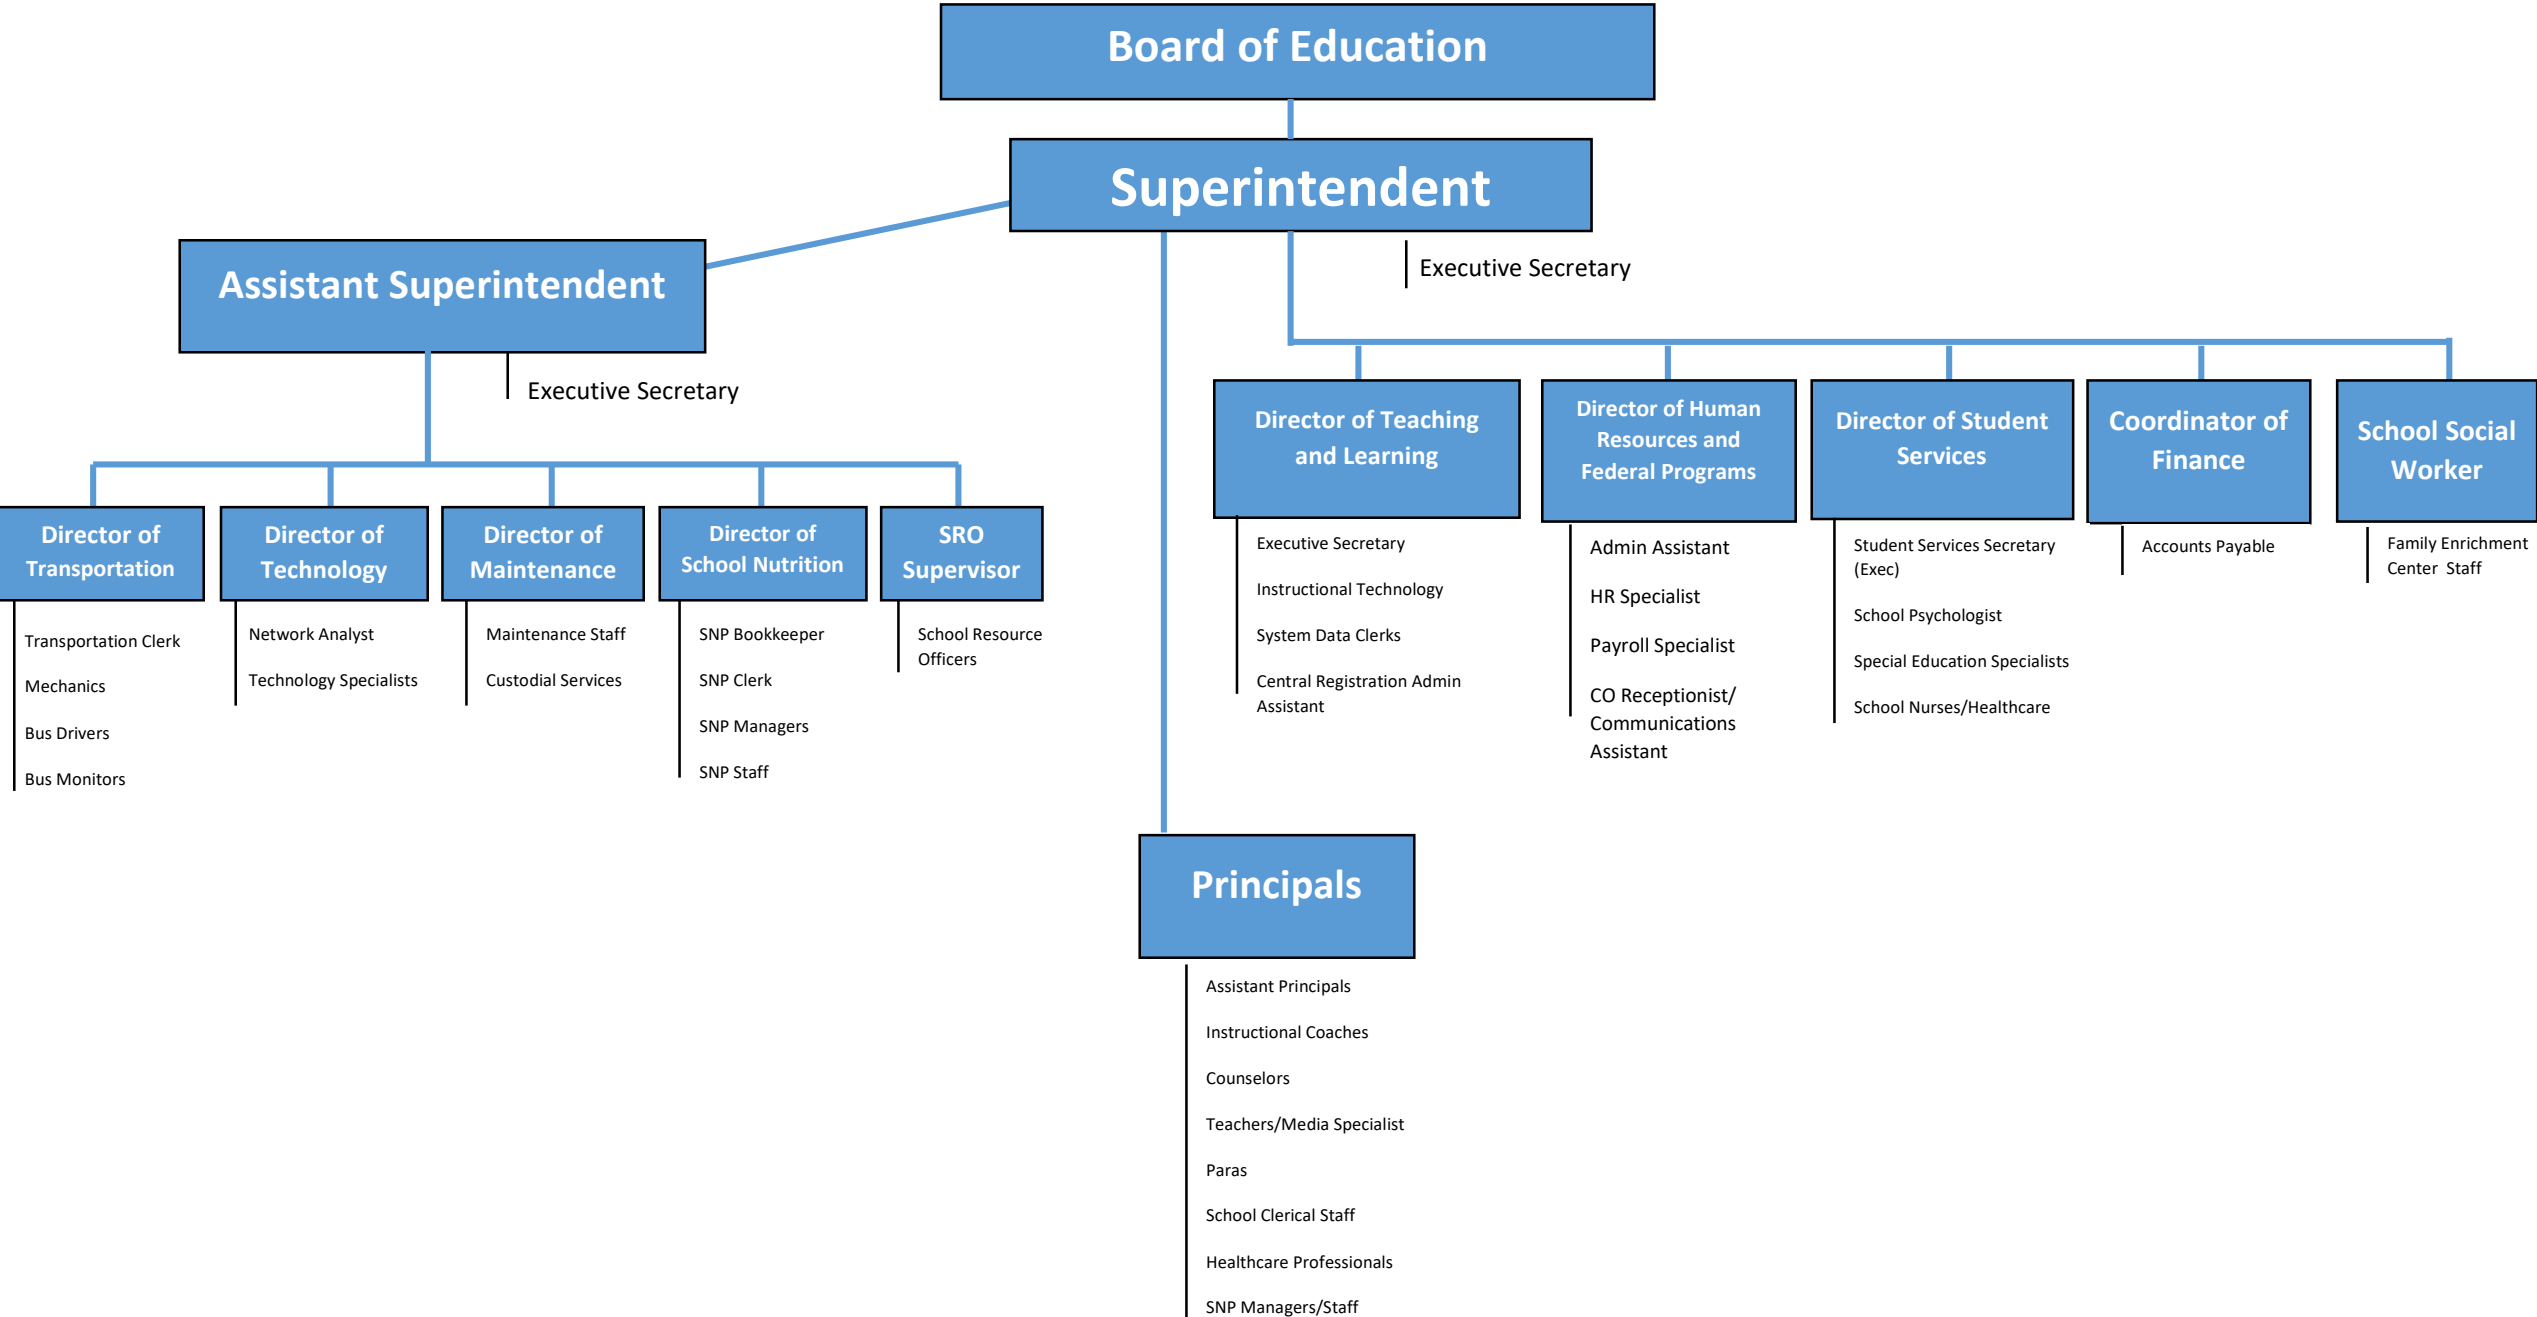 Board of Education
Superintendent
Executive Secretary
Assistant Superintendent
Executive Secretary
Director of
Transportation
Transportation Clerk
Mechanics
Bus Drivers
Bus Monitors
Director of
Technology
Network Analyst
Technology Specialists
Director of
Maintenance
Maintenance Staff
Custodial Services
Director of
School Nutrition
SNP Bookkeeper
SNP Clerk
SNP Managers
SNP Staff
SRO
Supervisor
School Resource
Officers
Director of Teaching
and Learning
Executive Secretary
Instructional Technology
System Data Clerks
Central Registration Admin
Assistant
Director of Human
Resources and
Federal Programs
Admin Assistant
HR Specialist
Payroll Specialist
CO Receptionist/
Communications
Assistant
Director of Student
Services
Student Services Secretary
(Exec)
School Psychologist
Special Education Specialists
School Nurses/Healthcare
Coordinator of
Finance
Accounts Payable
School Social
Worker
Family Enrichment
Center  Staff
Principals
Assistant Principals
Instructional Coaches
Counselors
Teachers/Media Specialist
Paras
School Clerical Staff
Healthcare Professionals
SNP Managers/Staff